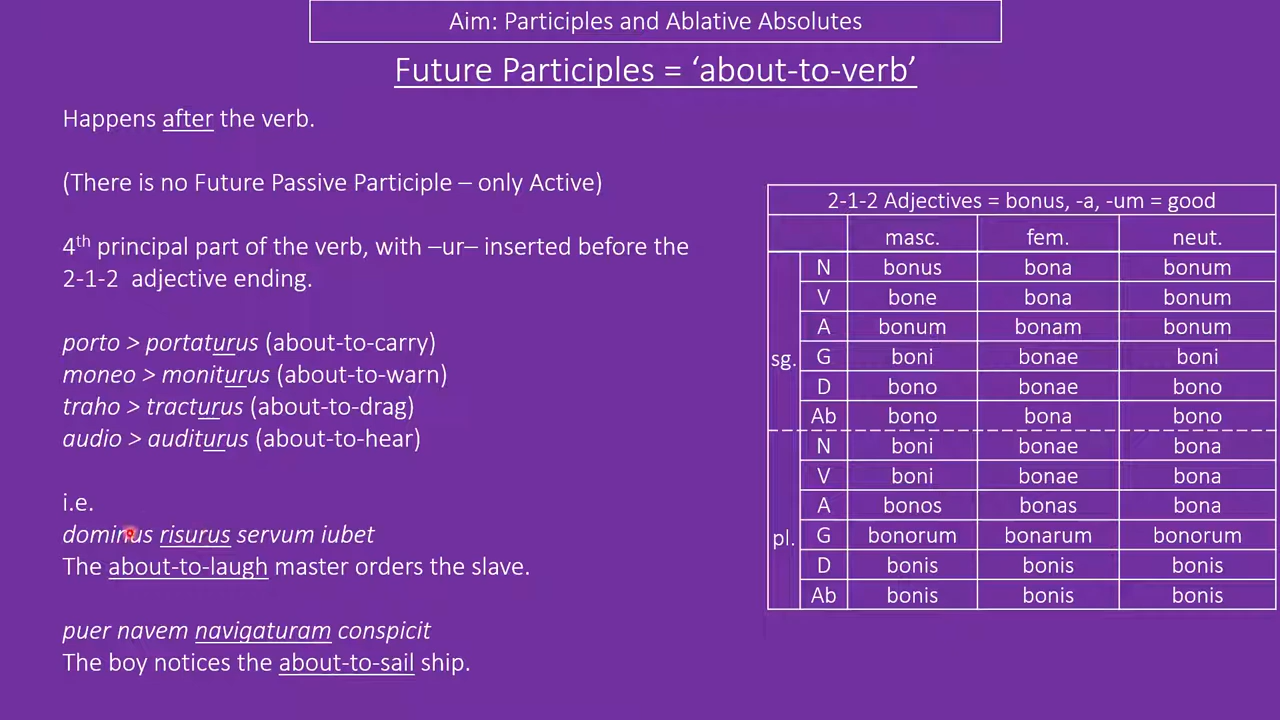 Aim: Participles and Ablative Absolutes
Future Participles = ‘about-to-verb’
Happens after the verb.
(There is no Future Passive Participle – only Active)
4th principal part of the verb, with –ur– inserted before the
2-1-2 adjective ending.
porto > portaturus (about-to-carry)
moneo > moniturus (about-to-warn)
traho > tracturus (about-to-drag)
audio > auditurus (about-to-hear)
i.e.
dominus risurus servum iubet
The about-to-laugh master orders the slave.
puer navem navigaturam conspicit
The boy notices the about-to-sail ship.
2-1-2 Adjectives = bonus, -a, -um = good
masc. fem. neut.
sg.
N bonus bona bonum
V bone bona bonum
A bonum bonam bonum
G boni bonae boni
D bono bonae bono
Ab bono bona bono
pl.
N boni bonae bona
V boni bonae bona
A bonos bonas bona
G bonorum bonarum bonorum
D bonis bonis bonis
Ab bonis bonis bonis